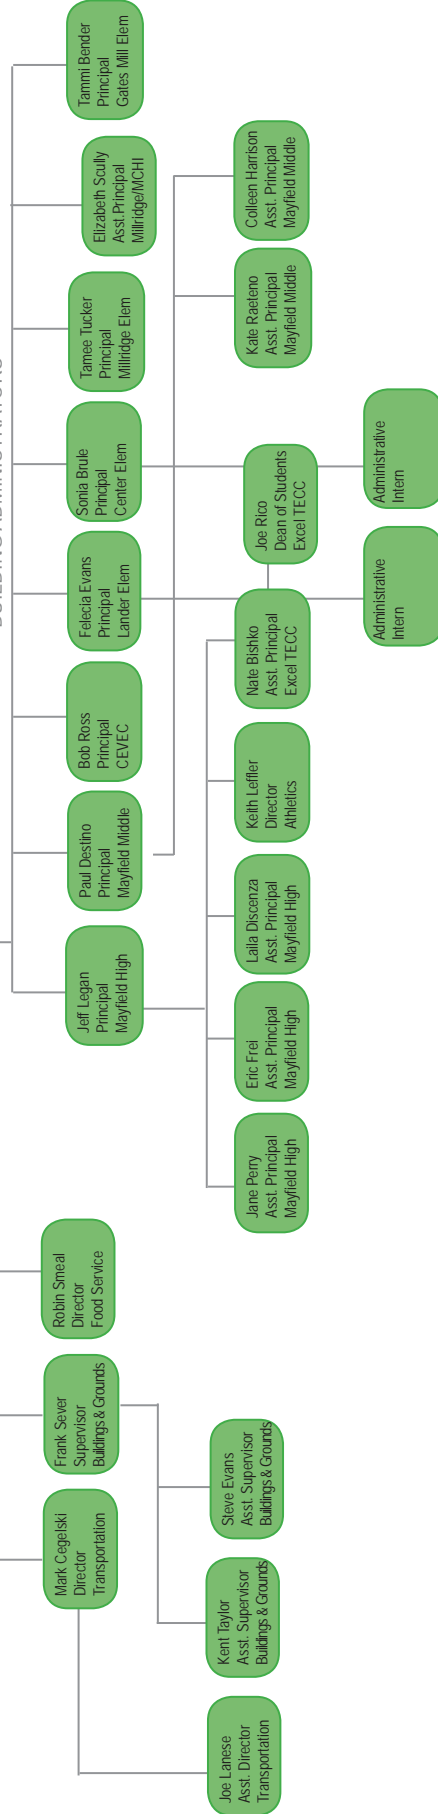 Mark Cegelski
Director
Transportation
Frank Sever
Supervisor
Buildings & Grounds
Robin Smeal
Director
Food Service
Jeff Legan
Principal
Mayfield High
Paul Destino
Principal
Mayfield Middle
Bob Ross
Principal
CEVEC
Felecia Evans
Principal
Lander Elem
Sonia Brule
Principal
Center Elem
Tamee Tucker
Principal
Millridge Elem
Elizabeth Scully
Asst.Principal
Millridge/MCHI
Tammi Bender
Principal
Gates Mill Elem
Joe Lanese
Asst. Director
Transportation
Kent Taylor
Asst. Supervisor
Buildings & Grounds
Steve Evans
Asst. Supervisor
Buildings & Grounds
Jane Perry
Asst. Principal
Mayfield High
Eric Frei
Asst. Principal
Mayfield High
Laila Discenza
Asst. Principal
Mayfield High
Keith Leffler
Director
Athletics
Nate Bishko
Asst. Principal
Excel TECC
Joe Rico
Dean of Students
Excel TECC
Kate Raeteno
Asst. Principal
Mayfield Middle
Colleen Harrison
Asst. Principal
Mayfield Middle
Administrative
Intern
Administrative
Intern